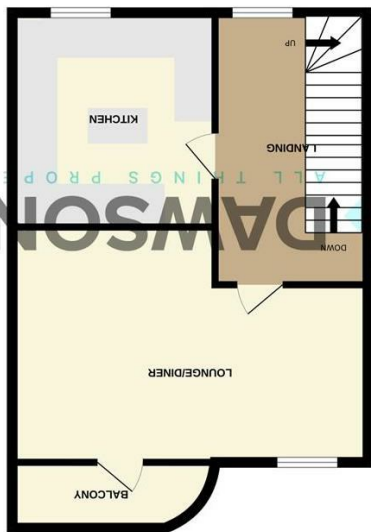 BALCONY
LOUNGE/DINER
DOWN
DAWSON
ALL THINGS PROPE
LANDING
KITCHEN
UP